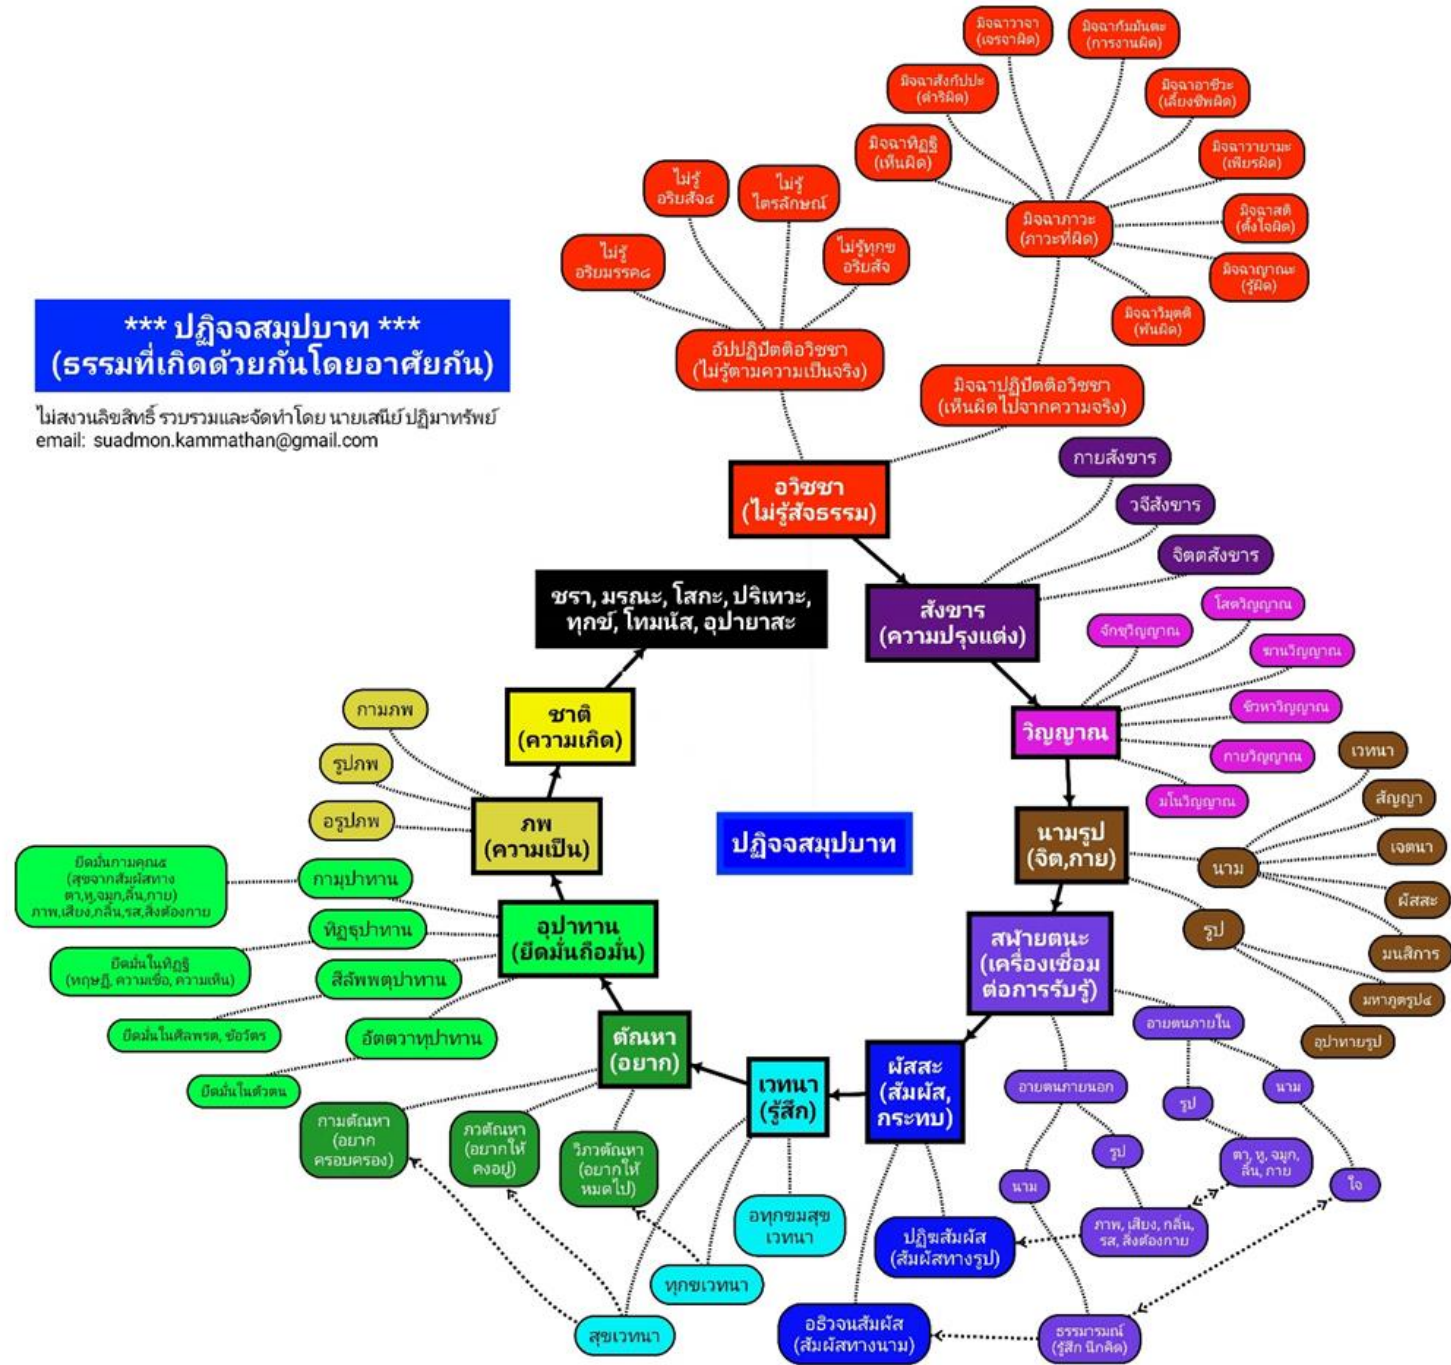 *** ปฏิจจสมุปบาท ***
(ธรรมที่เกิดด้วยกันโดยอาศัยกัน)
ไม่สงวนลิขสิทธิ์ รวบรวมและจัดทำโดย นายเสนีย์ ปฏิมาทรัพย์
email: suadmon.kammathan@gmail.com
มิจฉาวาจา
(เจรจาผิด)
มิจฉากัมมันตะ
(การงานผิด)
มิจฉาสังกัปปะ
(ดำริผิด)
มิจฉาอาชีวะ
(เลี้ยงชีพผิด)
มิจฉาทิฏฐิ
(เห็นผิด)
มิจฉาวายามะ
(เพียรผิด)
มิจฉาสติ
(ตั้งใจผิด)
มิจฉาญาณะ
(รู้ผิด)
มิจฉาวิมุตติ
(พ้นผิด)
มิจฉาภาวะ
(ภาวะที่ผิด)
ไม่รู้
อริยสัจ๔
ไม่รู้
ไตรลักษณ์
ไม่รู้
อริยมรรค๘
ไม่รู้ทุกข
อริยสัจ
อัปปฏิปัตติอวิชชา
(ไม่รู้ตามความเป็นจริง)
มิจฉาปฏิปัตติอวิชชา
(เห็นผิดไปจากความจริง)
อวิชชา
(ไม่รู้สัจธรรม)
กายสังขาร
วจีสังขาร
จิตตสังขาร
สังขาร
(ความปรุงแต่ง)
จักขุวิญญาณ
โสตวิญญาณ
ฆานวิญญาณ
ชิวหาวิญญาณ
กายวิญญาณ
มโนวิญญาณ
วิญญาณ
นามรูป
(จิต,กาย)
นาม
เวทนา
สัญญา
เจตนา
ผัสสะ
มนสิการ
รูป
มหาภูตรูป๔
อุปาทายรูป
สฬายตนะ
(เครื่องเชื่อม
ต่อการรับรู้)
อายตนภายใน
รูป
นาม
ตา, หู, จมูก,
ลิ้น, กาย
ใจ
อายตนภายนอก
รูป
นาม
ภาพ, เสียง, กลิ่น,
รส, สิ่งต้องกาย
ธรรมารมณ์
(รู้สึก นึกคิด)
ผัสสะ
(สัมผัส,
กระทบ)
ปฏิฆสัมผัส
(สัมผัสทางรูป)
อธิวจนสัมผัส
(สัมผัสทางนาม)
เวทนา
(รู้สึก)
อทุกขมสุข
เวทนา
ทุกขเวทนา
สุขเวทนา
ตัณหา
(อยาก)
กามตัณหา
(อยาก
ครอบครอง)
ภวตัณหา
(อยากให้
คงอยู่)
วิภวตัณหา
(อยากให้
หมดไป)
อุปาทาน
(ยึดมั่นถือมั่น)
กามุปาทาน
ยึดมั่นกามคุณ๕
(สุขจากสัมผัสทาง
ตา,หู,จมูก,ลิ้น,กาย)
ภาพ,เสียง,กลิ่น,รส,สิ่งต้องกาย
ทิฏฐุปาทาน
ยึดมั่นในทิฏฐิ
(ทฤษฎี, ความเชื่อ, ความเห็น)
สีลัพพตุปาทาน
ยึดมั่นในศีลพรต, ข้อวัตร
อัตตวาทุปาทาน
ยึดมั่นในตัวตน
ภพ
(ความเป็น)
กามภพ
รูปภพ
อรูปภพ
ชาติ
(ความเกิด)
ชรา, มรณะ, โสกะ, ปริเทวะ,
ทุกข์, โทมนัส, อุปายาสะ
ปฏิจจสมุปบาท